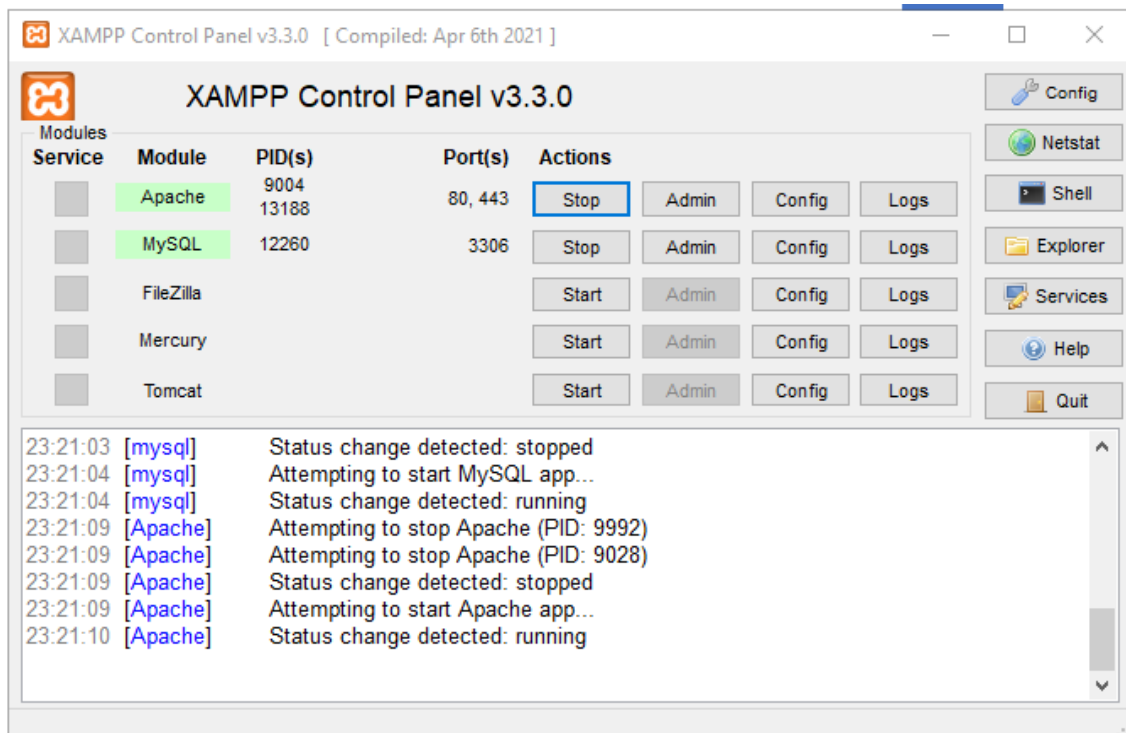 XAMPP Control Panel v3.3.0 [ Compiled: Apr 6th 2021 ]
XAMPP Control Panel v3.3.0
Config
Modules
Service Module PID(s) Port(s) Actions
Netstat
Apache 9004 13188 80, 443 Stop Admin Config Logs
Shell
MySQL 12260 3306 Stop Admin Config Logs
Explorer
FileZilla Start Admin Config Logs
Services
Mercury Start Admin Config Logs
Help
Tomcat Start Admin Config Logs
Quit
23:21:03 [mysql] Status change detected: stopped
23:21:04 [mysql] Attempting to start MySQL app...
23:21:04 [mysql] Status change detected: running
23:21:09 [Apache] Attempting to stop Apache (PID: 9992)
23:21:09 [Apache] Attempting to stop Apache (PID: 9028)
23:21:09 [Apache] Status change detected: stopped
23:21:09 [Apache] Attempting to start Apache app...
23:21:10 [Apache] Status change detected: running